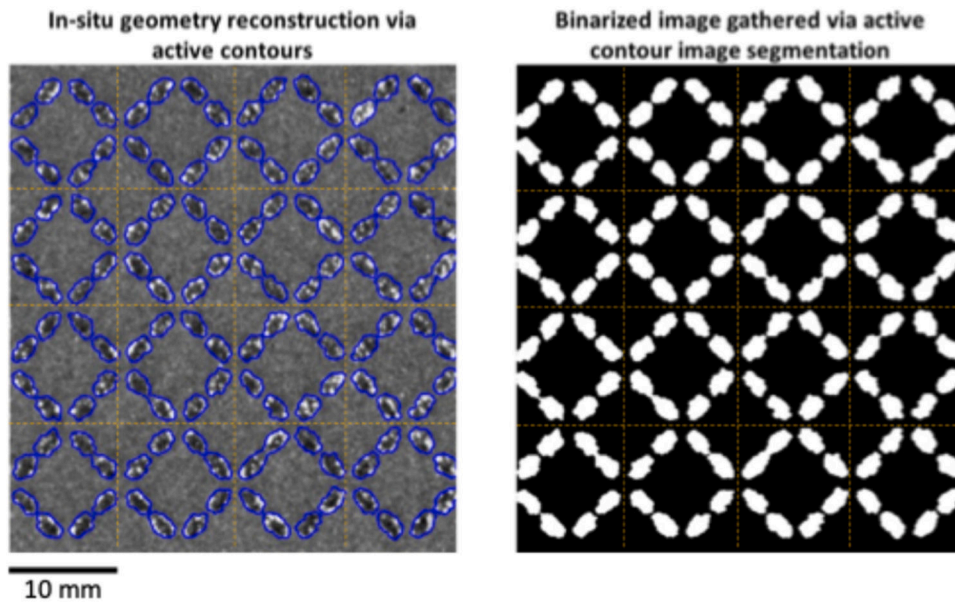 In-situ geometry reconstruction via
active contours
Binarized image gathered via active
contour image segmentation
10 mm